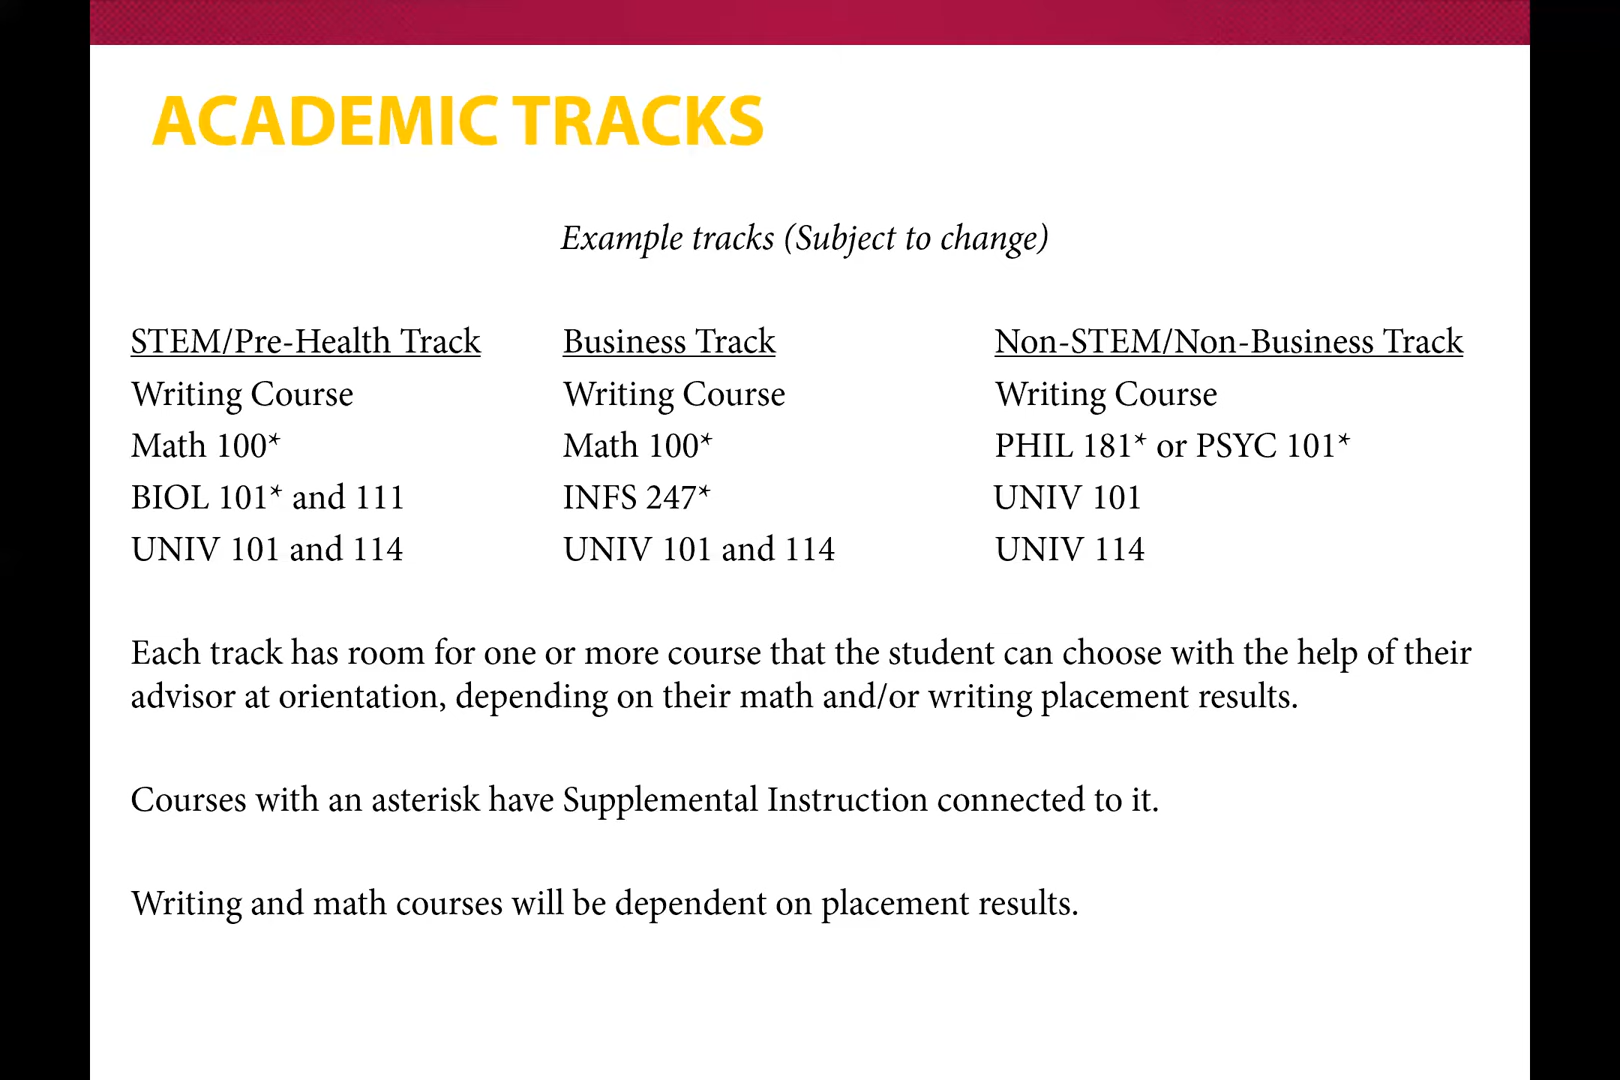 ACADEMIC TRACKS
Example tracks (Subject to change)
STEM/Pre-Health Track
Writing Course
Math 100*
BIOL 101* and 111
UNIV 101 and 114
Business Track
Writing Course
Math 100*
INFS 247*
UNIV 101 and 114
Non-STEM/Non-Business Track
Writing Course
PHIL 181* or PSYC 101*
UNIV 101
UNIV 114
Each track has room for one or more course that the student can choose with the help of their
advisor at orientation, depending on their math and/or writing placement results.
Courses with an asterisk have Supplemental Instruction connected to it.
Writing and math courses will be dependent on placement results.